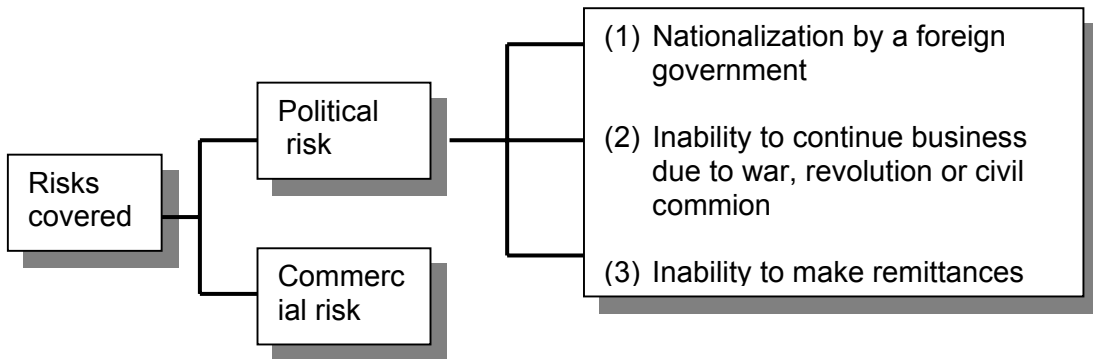 Risks
covered
Political
risk
Commerc
ial risk
(1) Nationalization by a foreign
government
(2) Inability to continue business
due to war, revolution or civil
commion
(3) Inability to make remittances